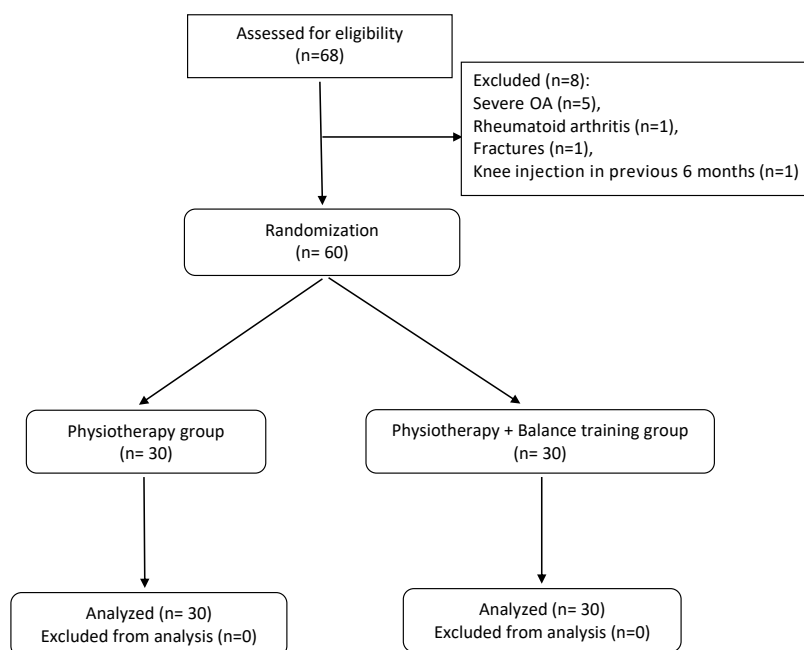 Assessed for eligibility
(n=68)
Excluded (n=8):
Severe OA (n=5),
Rheumatoid arthritis (n=1),
Fractures (n=1),
Knee injection in previous 6 months (n=1)
Randomization
(n= 60)
Physiotherapy group
(n= 30)
Physiotherapy + Balance training group
(n= 30)
Analyzed (n= 30)
Excluded from analysis (n=0)
Analyzed (n= 30)
Excluded from analysis (n=0)